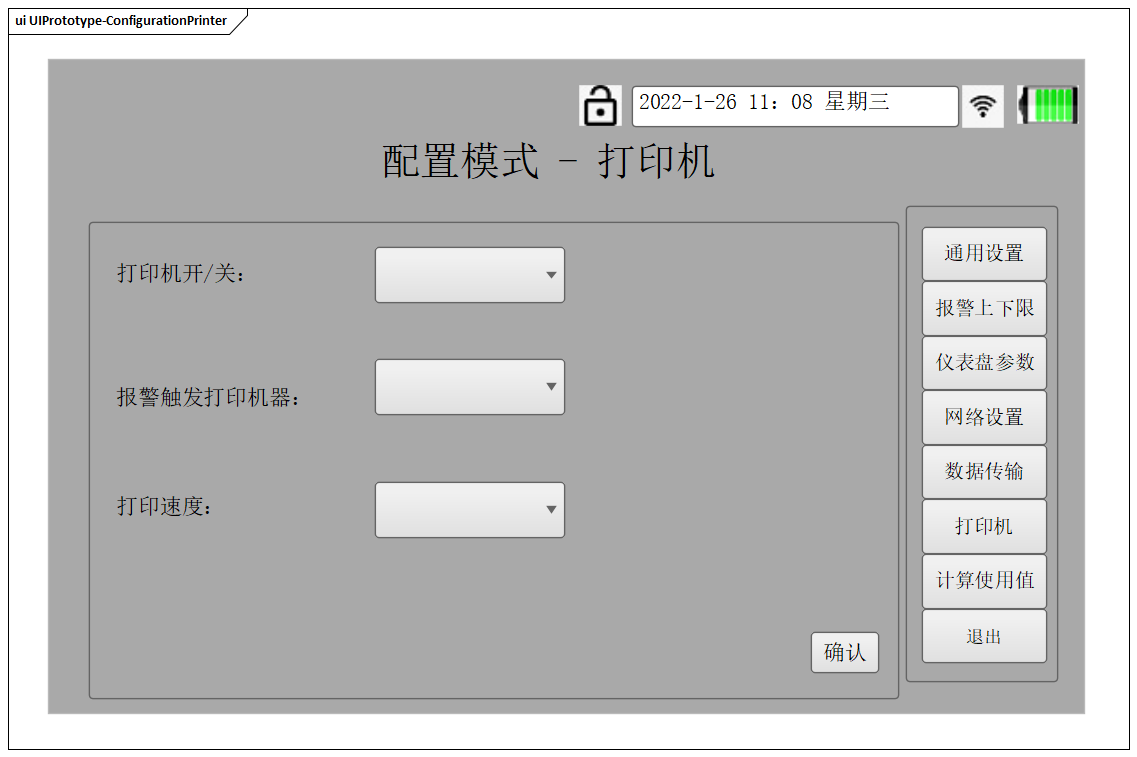 ui UIPrototype-ConfigurationPrinter
2022-1-26 11：08 星期三
配置模式 - 打印机
打印机开/关：
报警触发打印机器：
打印速度：
确认
通用设置
报警上下限
仪表盘参数
网络设置
数据传输
打印机
计算使用值
退出